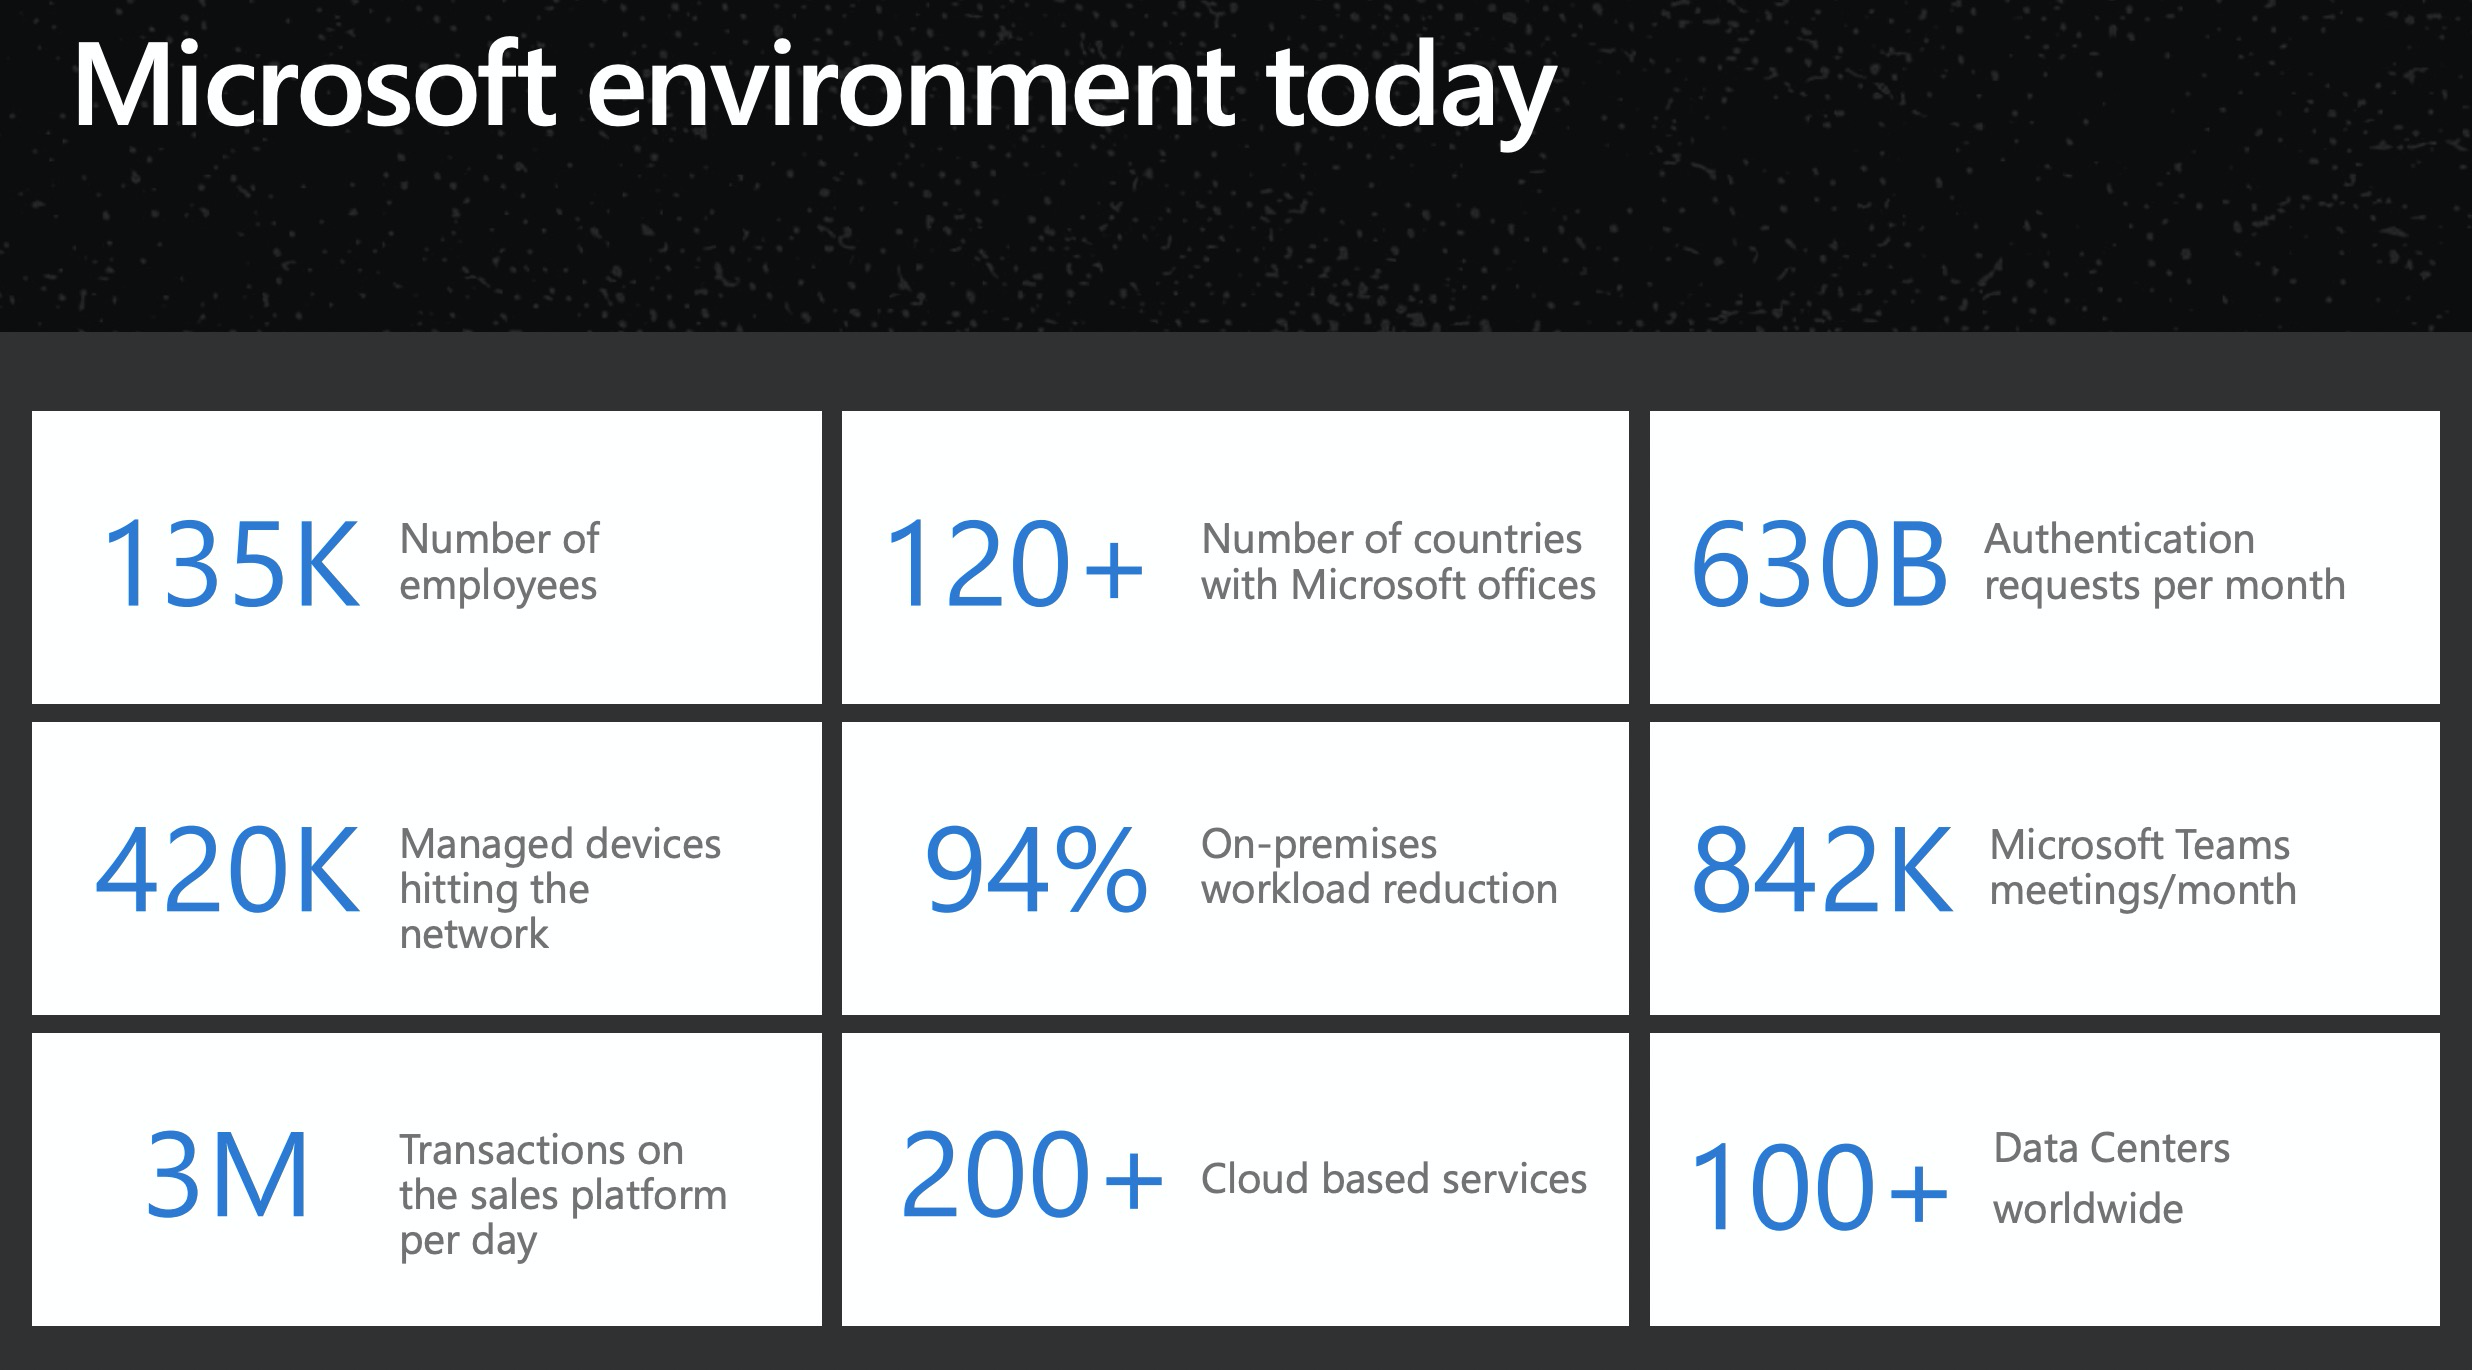 Microsoft environment today
135K
Number of
employees
120+
Number of countries
with Microsoft offices
630B
Authentication
requests per month
420K
Managed devices
hitting the
network
94%
On-premises
workload reduction
842K
Microsoft Teams
meetings/month
3M
Transactions on
the sales platform
per day
200+
Cloud based services
100+
Data Centers
worldwide